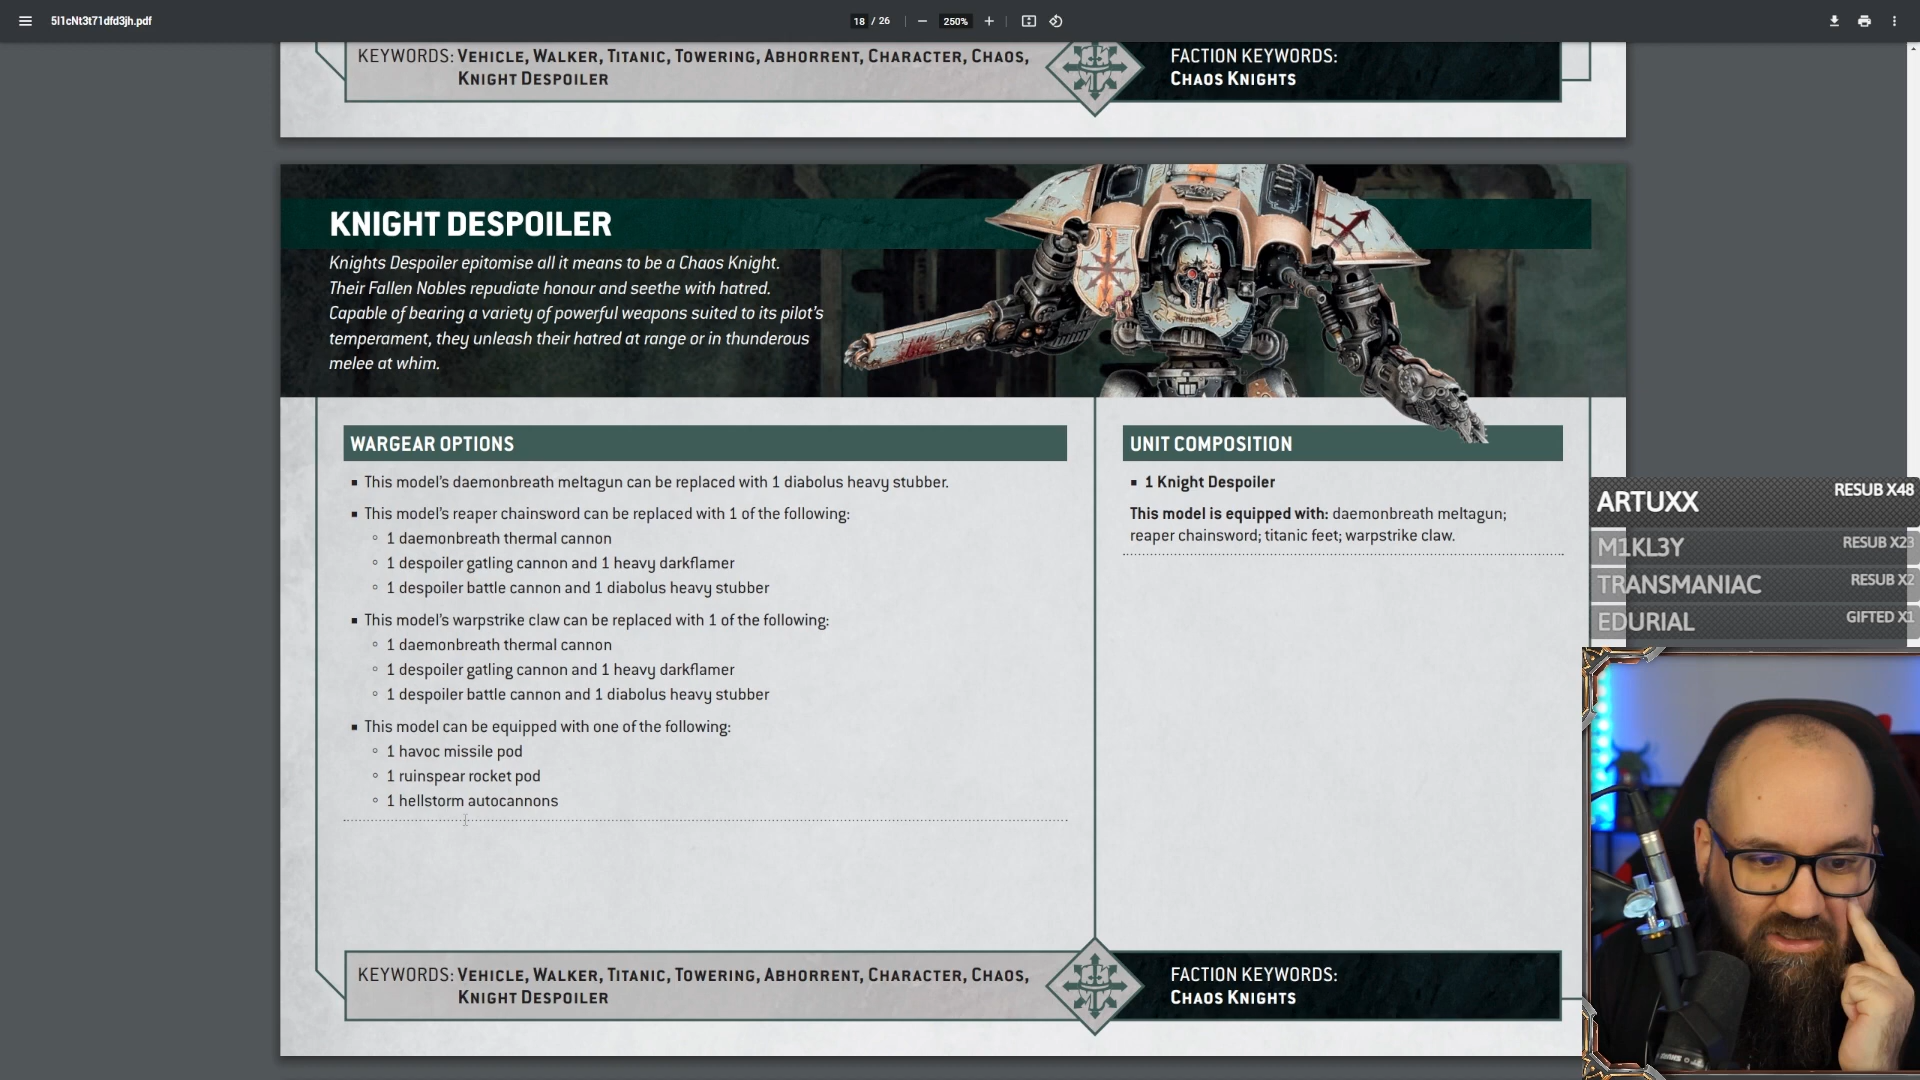 5l1cNt3t71dfd3jh.pdf
18 / 26
250%
KEYWORDS: VEHICLE, WALKER, TITANIC, TOWERING, ABHORRENT, CHARACTER, CHAOS,
KNIGHT DESPOILER
FACTION KEYWORDS:
CHAOS KNIGHTS
KNIGHT DESPOILER
Knights Despoiler epitomise all it means to be a Chaos Knight.
Their Fallen Nobles repudiate honour and seethe with hatred.
Capable of bearing a variety of powerful weapons suited to its pilot's
temperament, they unleash their hatred at range or in thunderous
melee at whim.
WARGEAR OPTIONS
▪ This model's daemonbreath meltagun can be replaced with 1 diabolus heavy stubber.
▪ This model's reaper chainsword can be replaced with 1 of the following:
◦ 1 daemonbreath thermal cannon
◦ 1 despoiler gatling cannon and 1 heavy darkflamer
◦ 1 despoiler battle cannon and 1 diabolus heavy stubber
▪ This model's warpstrike claw can be replaced with 1 of the following:
◦ 1 daemonbreath thermal cannon
◦ 1 despoiler gatling cannon and 1 heavy darkflamer
◦ 1 despoiler battle cannon and 1 diabolus heavy stubber
▪ This model can be equipped with one of the following:
◦ 1 havoc missile pod
◦ 1 ruinspear rocket pod
◦ 1 hellstorm autocannons
UNIT COMPOSITION
▪ 1 Knight Despoiler
This model is equipped with: daemonbreath meltagun;
reaper chainsword; titanic feet; warpstrike claw.
KEYWORDS: VEHICLE, WALKER, TITANIC, TOWERING, ABHORRENT, CHARACTER, CHAOS,
KNIGHT DESPOILER
FACTION KEYWORDS:
CHAOS KNIGHTS
ARTUXX RESUB X48
M1KL3Y RESUB X23
TRANSMANIAC RESUB X2
EDURIAL GIFTED X1